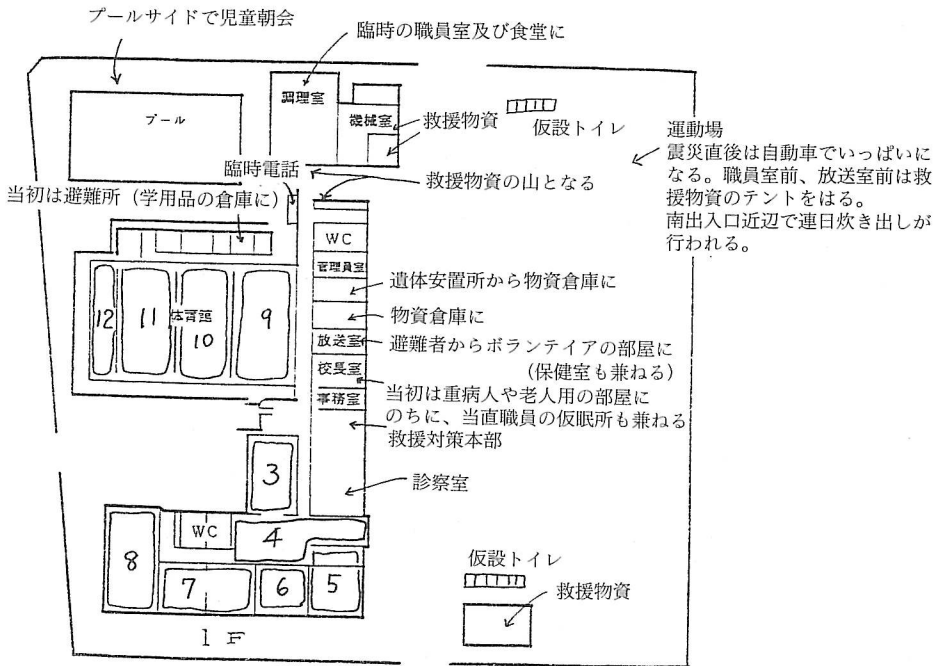 プールサイドで児童朝会
臨時の職員室及び食堂に
調理室
プール
機械室
救援物資
仮設トイレ
運動場
震災直後は自動車でいっぱいに
なる。職員室前、放送室前は救
援物資のテントをはる。
南出入口近辺で連日炊き出しが
行われる。
臨時電話
救援物資の山となる
当初は避難所（学用品の倉庫に）
WC
管理員室
遺体安置所から物資倉庫に
12
11
体育館
10
9
物資倉庫に
放送室
避難者からボランテイアの部屋に
（保健室も兼ねる）
校長室
当初は重病人や老人用の部屋に
事務室
のちに、当直職員の仮眠所も兼ねる
救援対策本部
3
診察室
WC
4
8
7
6
5
仮設トイレ
救援物資
1F